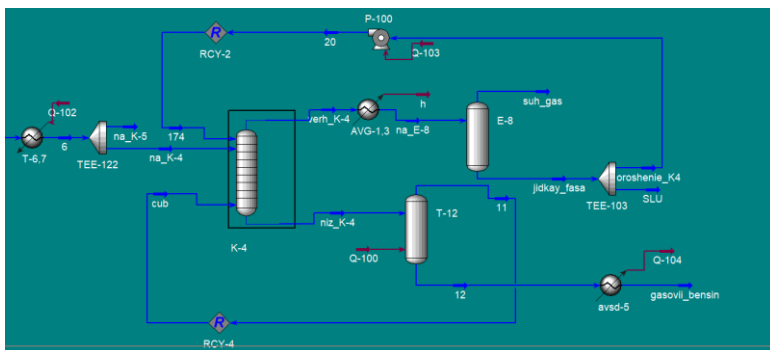 P-100
20
RCY-2
Q-103
Q-102
h
suh_gas
na_K-5
verh_K-4
AVG-1,3
na_E-8
E-8
6
174
T-6,7
TEE-122
na_K-4
oroshenie_K4
jidkay_fasa
SLU
TEE-103
cub
11
T-12
niz_K-4
K-4
Q-100
Q-104
12
avsd-5
gasovii_bensin
RCY-4